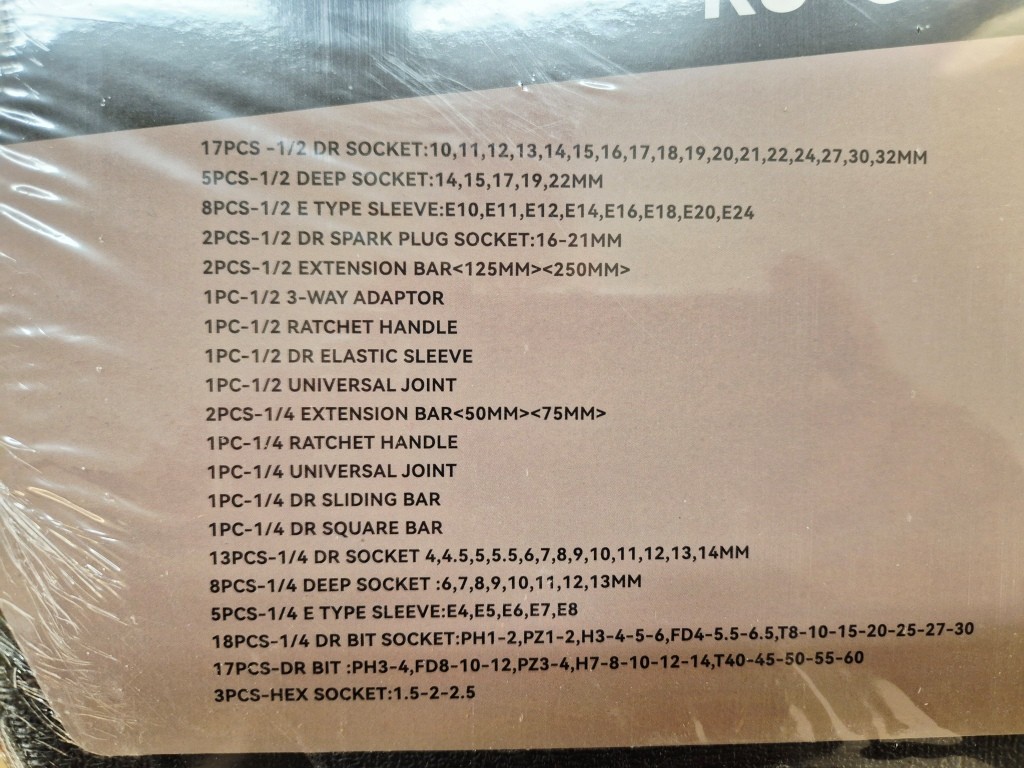 17PCS -1/2 DR SOCKET:10,11,12,13,14,15,16,17,18,19,20,21,22,24,27,30,32MM
5PCS-1/2 DEEP SOCKET:14,15,17,19,22MM
8PCS-1/2 E TYPE SLEEVE:E10,E11,E12,E14,E16,E18,E20,E24
2PCS-1/2 DR SPARK PLUG SOCKET:16-21MM
2PCS-1/2 EXTENSION BAR<125MM><250MM>
1PC-1/2 3-WAY ADAPTOR
1PC-1/2 RATCHET HANDLE
1PC-1/2 DR ELASTIC SLEEVE
1PC-1/2 UNIVERSAL JOINT
2PCS-1/4 EXTENSION BAR<50MM><75MM>
1PC-1/4 RATCHET HANDLE
1PC-1/4 UNIVERSAL JOINT
1PC-1/4 DR SLIDING BAR
1PC-1/4 DR SQUARE BAR
13PCS-1/4 DR SOCKET 4,4.5,5,5.5,6,7,8,9,10,11,12,13,14MM
8PCS-1/4 DEEP SOCKET :6,7,8,9,10,11,12,13MM
5PCS-1/4 E TYPE SLEEVE:E4,E5,E6,E7,E8
18PCS-1/4 DR BIT SOCKET:PH1-2,PZ1-2,H3-4-5-6,FD4-5.5-6.5,T8-10-15-20-25-27-30
17PCS-DR BIT :PH3-4,FD8-10-12,PZ3-4,H7-8-10-12-14,T40-45-50-55-60
3PCS-HEX SOCKET:1.5-2-2.5